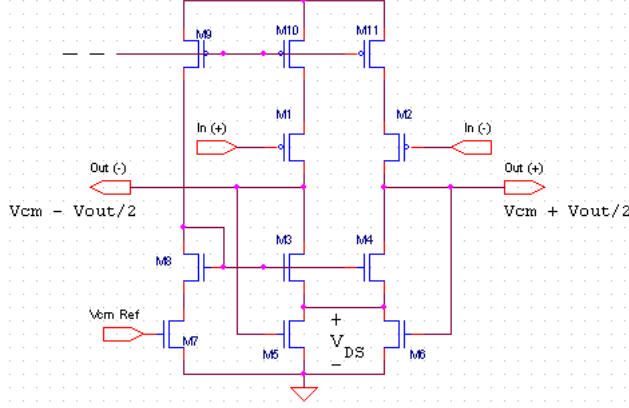 M9
M10
M11
M1
M2
In (+)
In (-)
Out (-)
Out (+)
Vcm - Vout/2
Vcm + Vout/2
M8
M3
M4
Vcm Ref
M7
M5
+
V
DS
-
M6